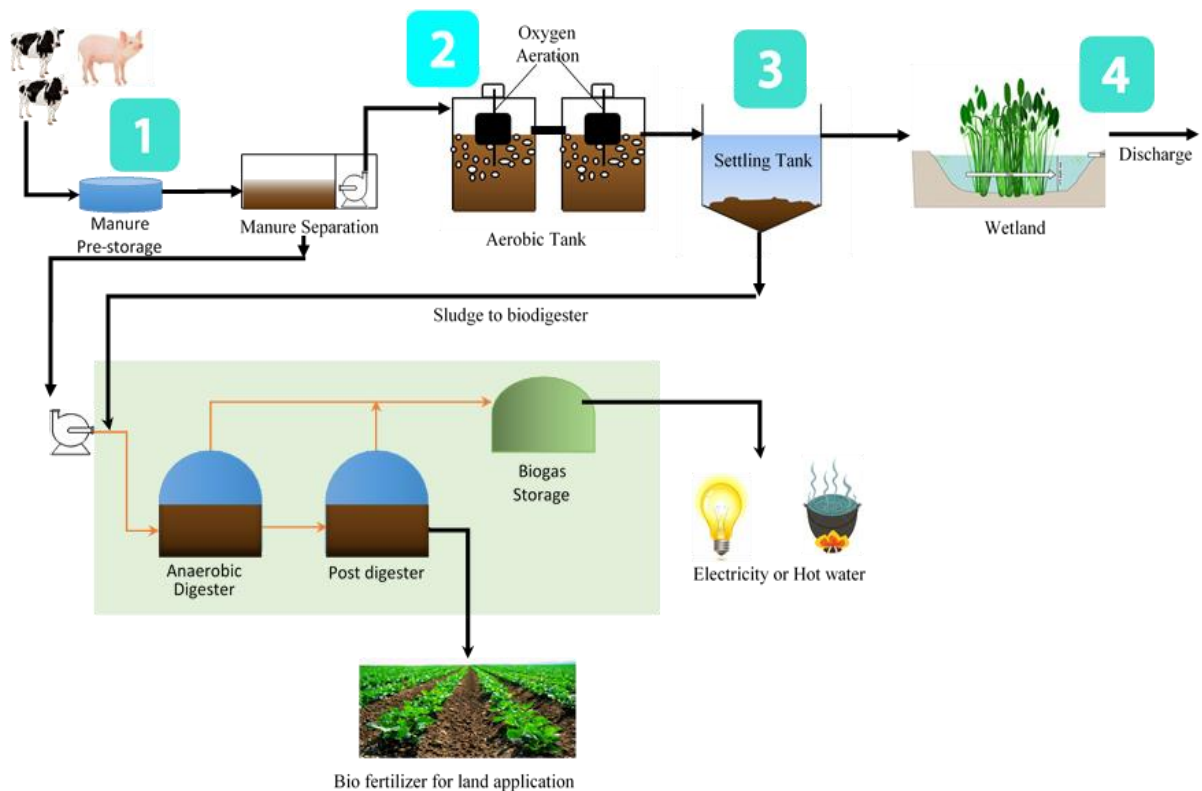 Oxygen
Aeration
2
3
4
1
Settling Tank
Discharge
Manure
Pre-storage
Manure Separation
Aerobic Tank
Wetland
Sludge to biodigester
Biogas
Storage
Anaerobic
Digester
Post digester
Electricity or Hot water
Bio fertilizer for land application